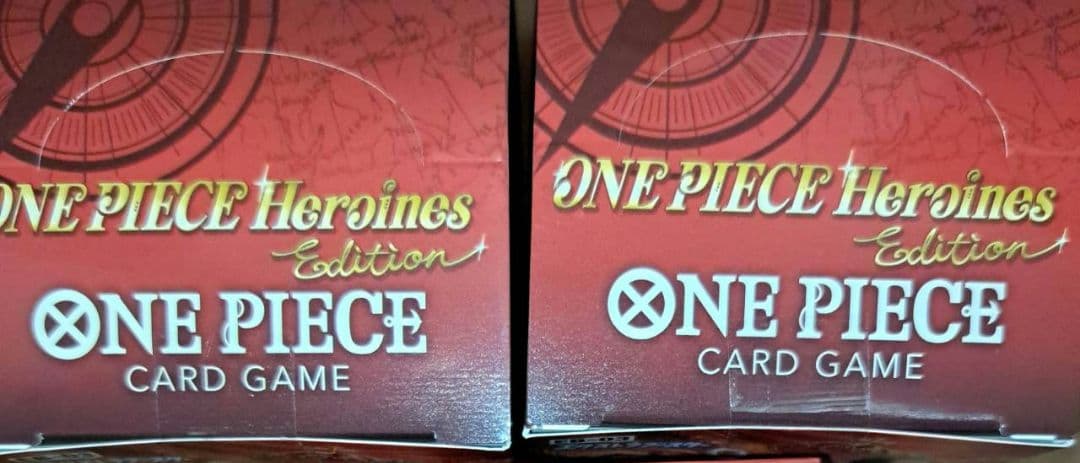 ONE PIECE Heroines
Edition
ONE PIECE
CARD GAME
ONE PIECE Heroines
Edition
ONE PIECE
CARD GAME